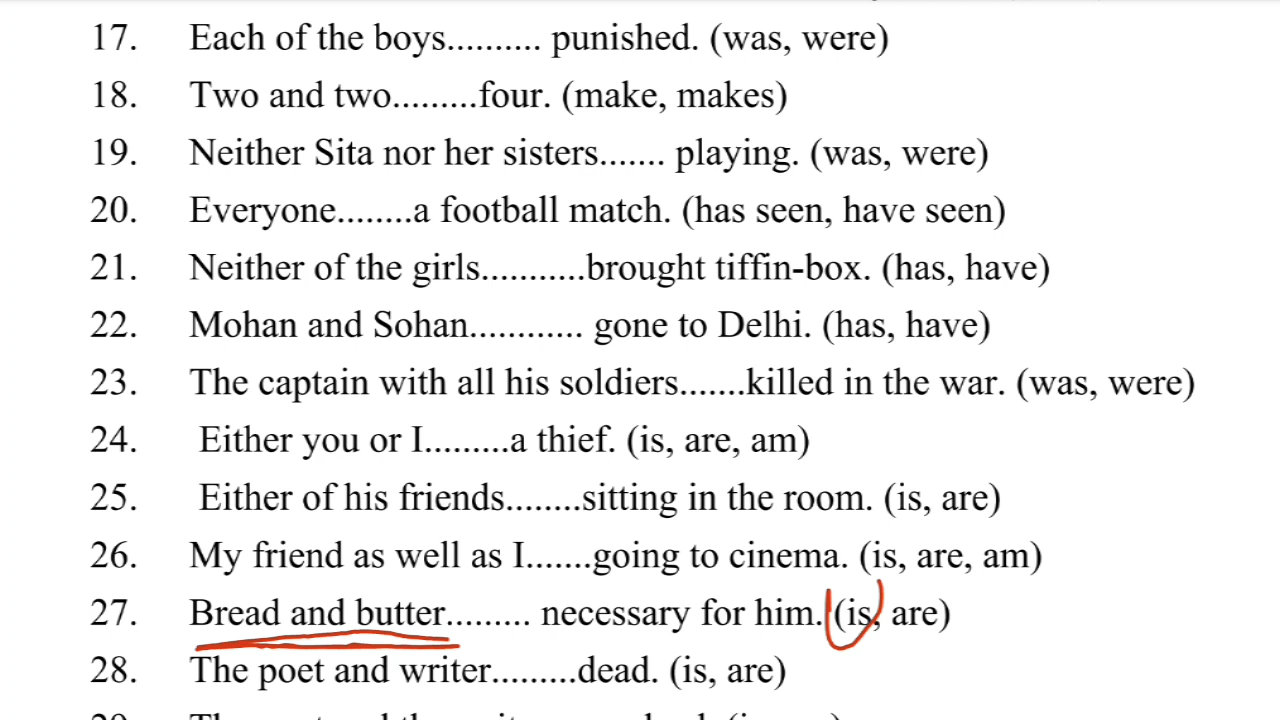 17. Each of the boys.......... punished. (was, were)
18. Two and two.........four. (make, makes)
19. Neither Sita nor her sisters....... playing. (was, were)
20. Everyone........a football match. (has seen, have seen)
21. Neither of the girls...........brought tiffin-box. (has, have)
22. Mohan and Sohan............ gone to Delhi. (has, have)
23. The captain with all his soldiers.......killed in the war. (was, were)
24. Either you or I.........a thief. (is, are, am)
25. Either of his friends........sitting in the room. (is, are)
26. My friend as well as I.......going to cinema. (is, are, am)
27. Bread and butter......... necessary for him. (is, are)
28. The poet and writer.........dead. (is, are)